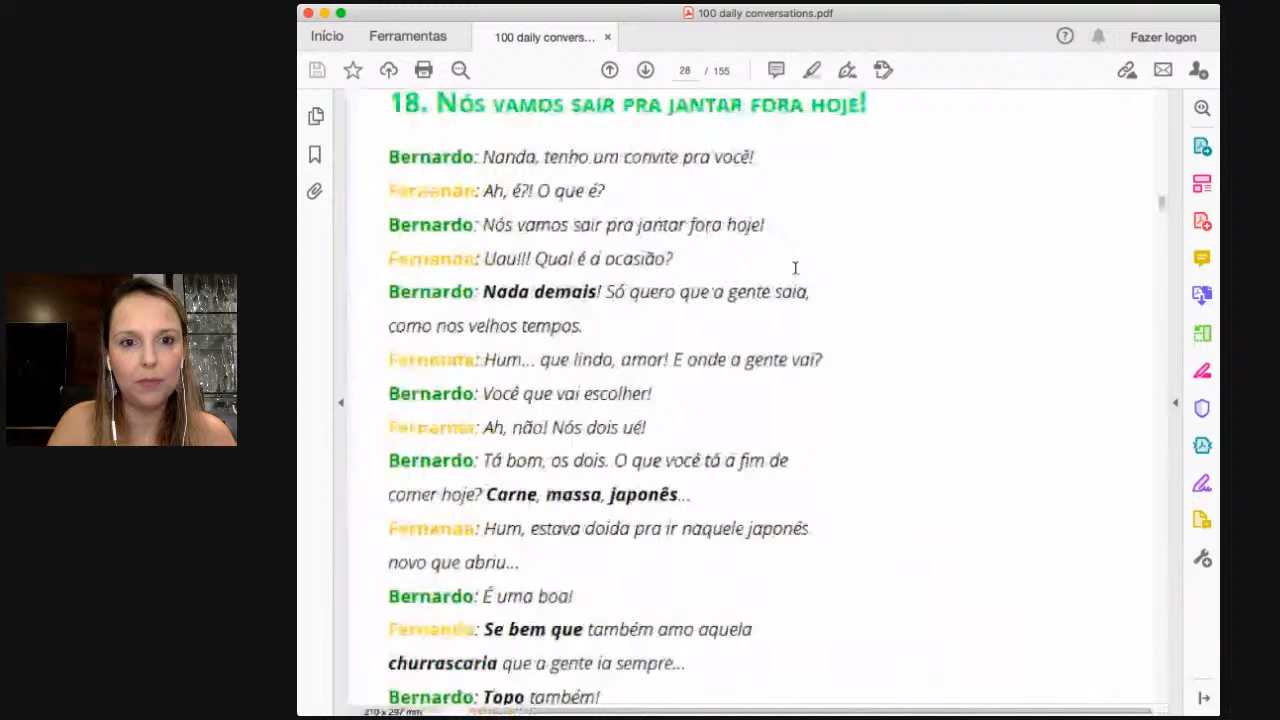 100 daily conversations.pdf
Início Ferramentas 100 daily convers... × Fazer logon
28 / 155
18. Nós vamos sair pra jantar fora hoje!
Bernardo: Nanda, tenho um convite pra você!
Fernanda: Ah, é?! O que é?
Bernardo: Nós vamos sair pra jantar fora hoje!
Fernanda: Uau!!! Qual é a ocasião?
Bernardo: Nada demais! Só quero que a gente saia,
como nos velhos tempos.
Fernanda: Hum... que lindo, amor! E onde a gente vai?
Bernardo: Você que vai escolher!
Fernanda: Ah, não! Nós dois ué!
Bernardo: Tá bom, os dois. O que você tá a fim de
comer hoje? Carne, massa, japonês...
Fernanda: Hum, estava doida pra ir naquele japonês
novo que abriu...
Bernardo: É uma boa!
Fernanda: Se bem que também amo aquela
churrascaria que a gente ia sempre...
Bernardo: Topo também!
210 x 297 mm